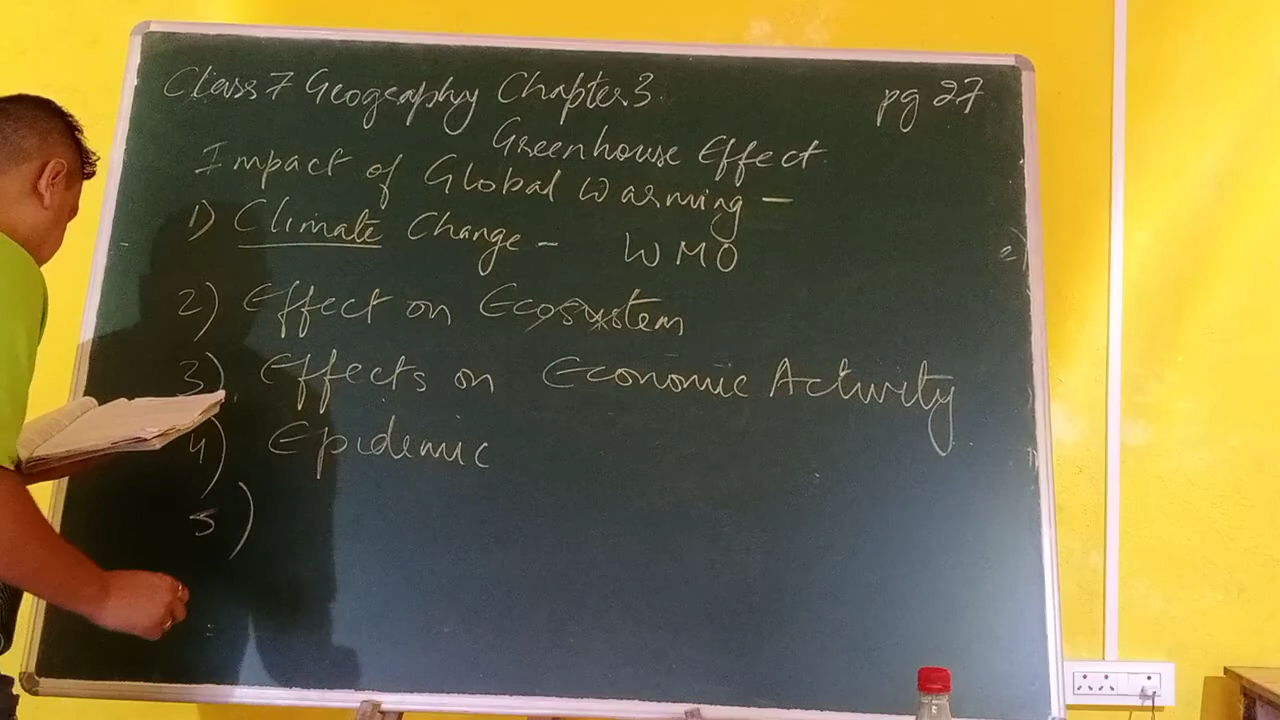 Class 7 Geography Chapter 3. pg 27
Greenhouse Effect
Impact of Global Warming -
1) Climate Change - WMO
2) Effect on Ecosystem
3) Effects on Economic Activity
4) Epidemic
5)